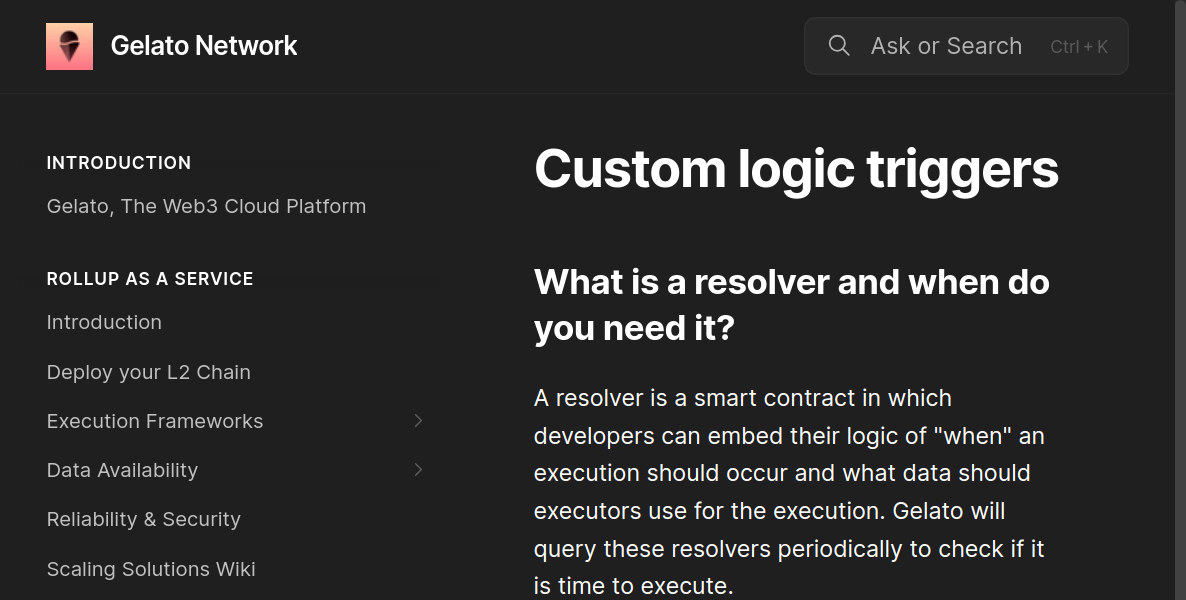 Gelato Network
Ask or Search
Ctrl + K
INTRODUCTION
Gelato, The Web3 Cloud Platform
ROLLUP AS A SERVICE
Introduction
Deploy your L2 Chain
Execution Frameworks
Data Availability
Reliability & Security
Scaling Solutions Wiki
Custom logic triggers
What is a resolver and when do
you need it?
A resolver is a smart contract in which
developers can embed their logic of "when" an
execution should occur and what data should
executors use for the execution. Gelato will
query these resolvers periodically to check if it
is time to execute.